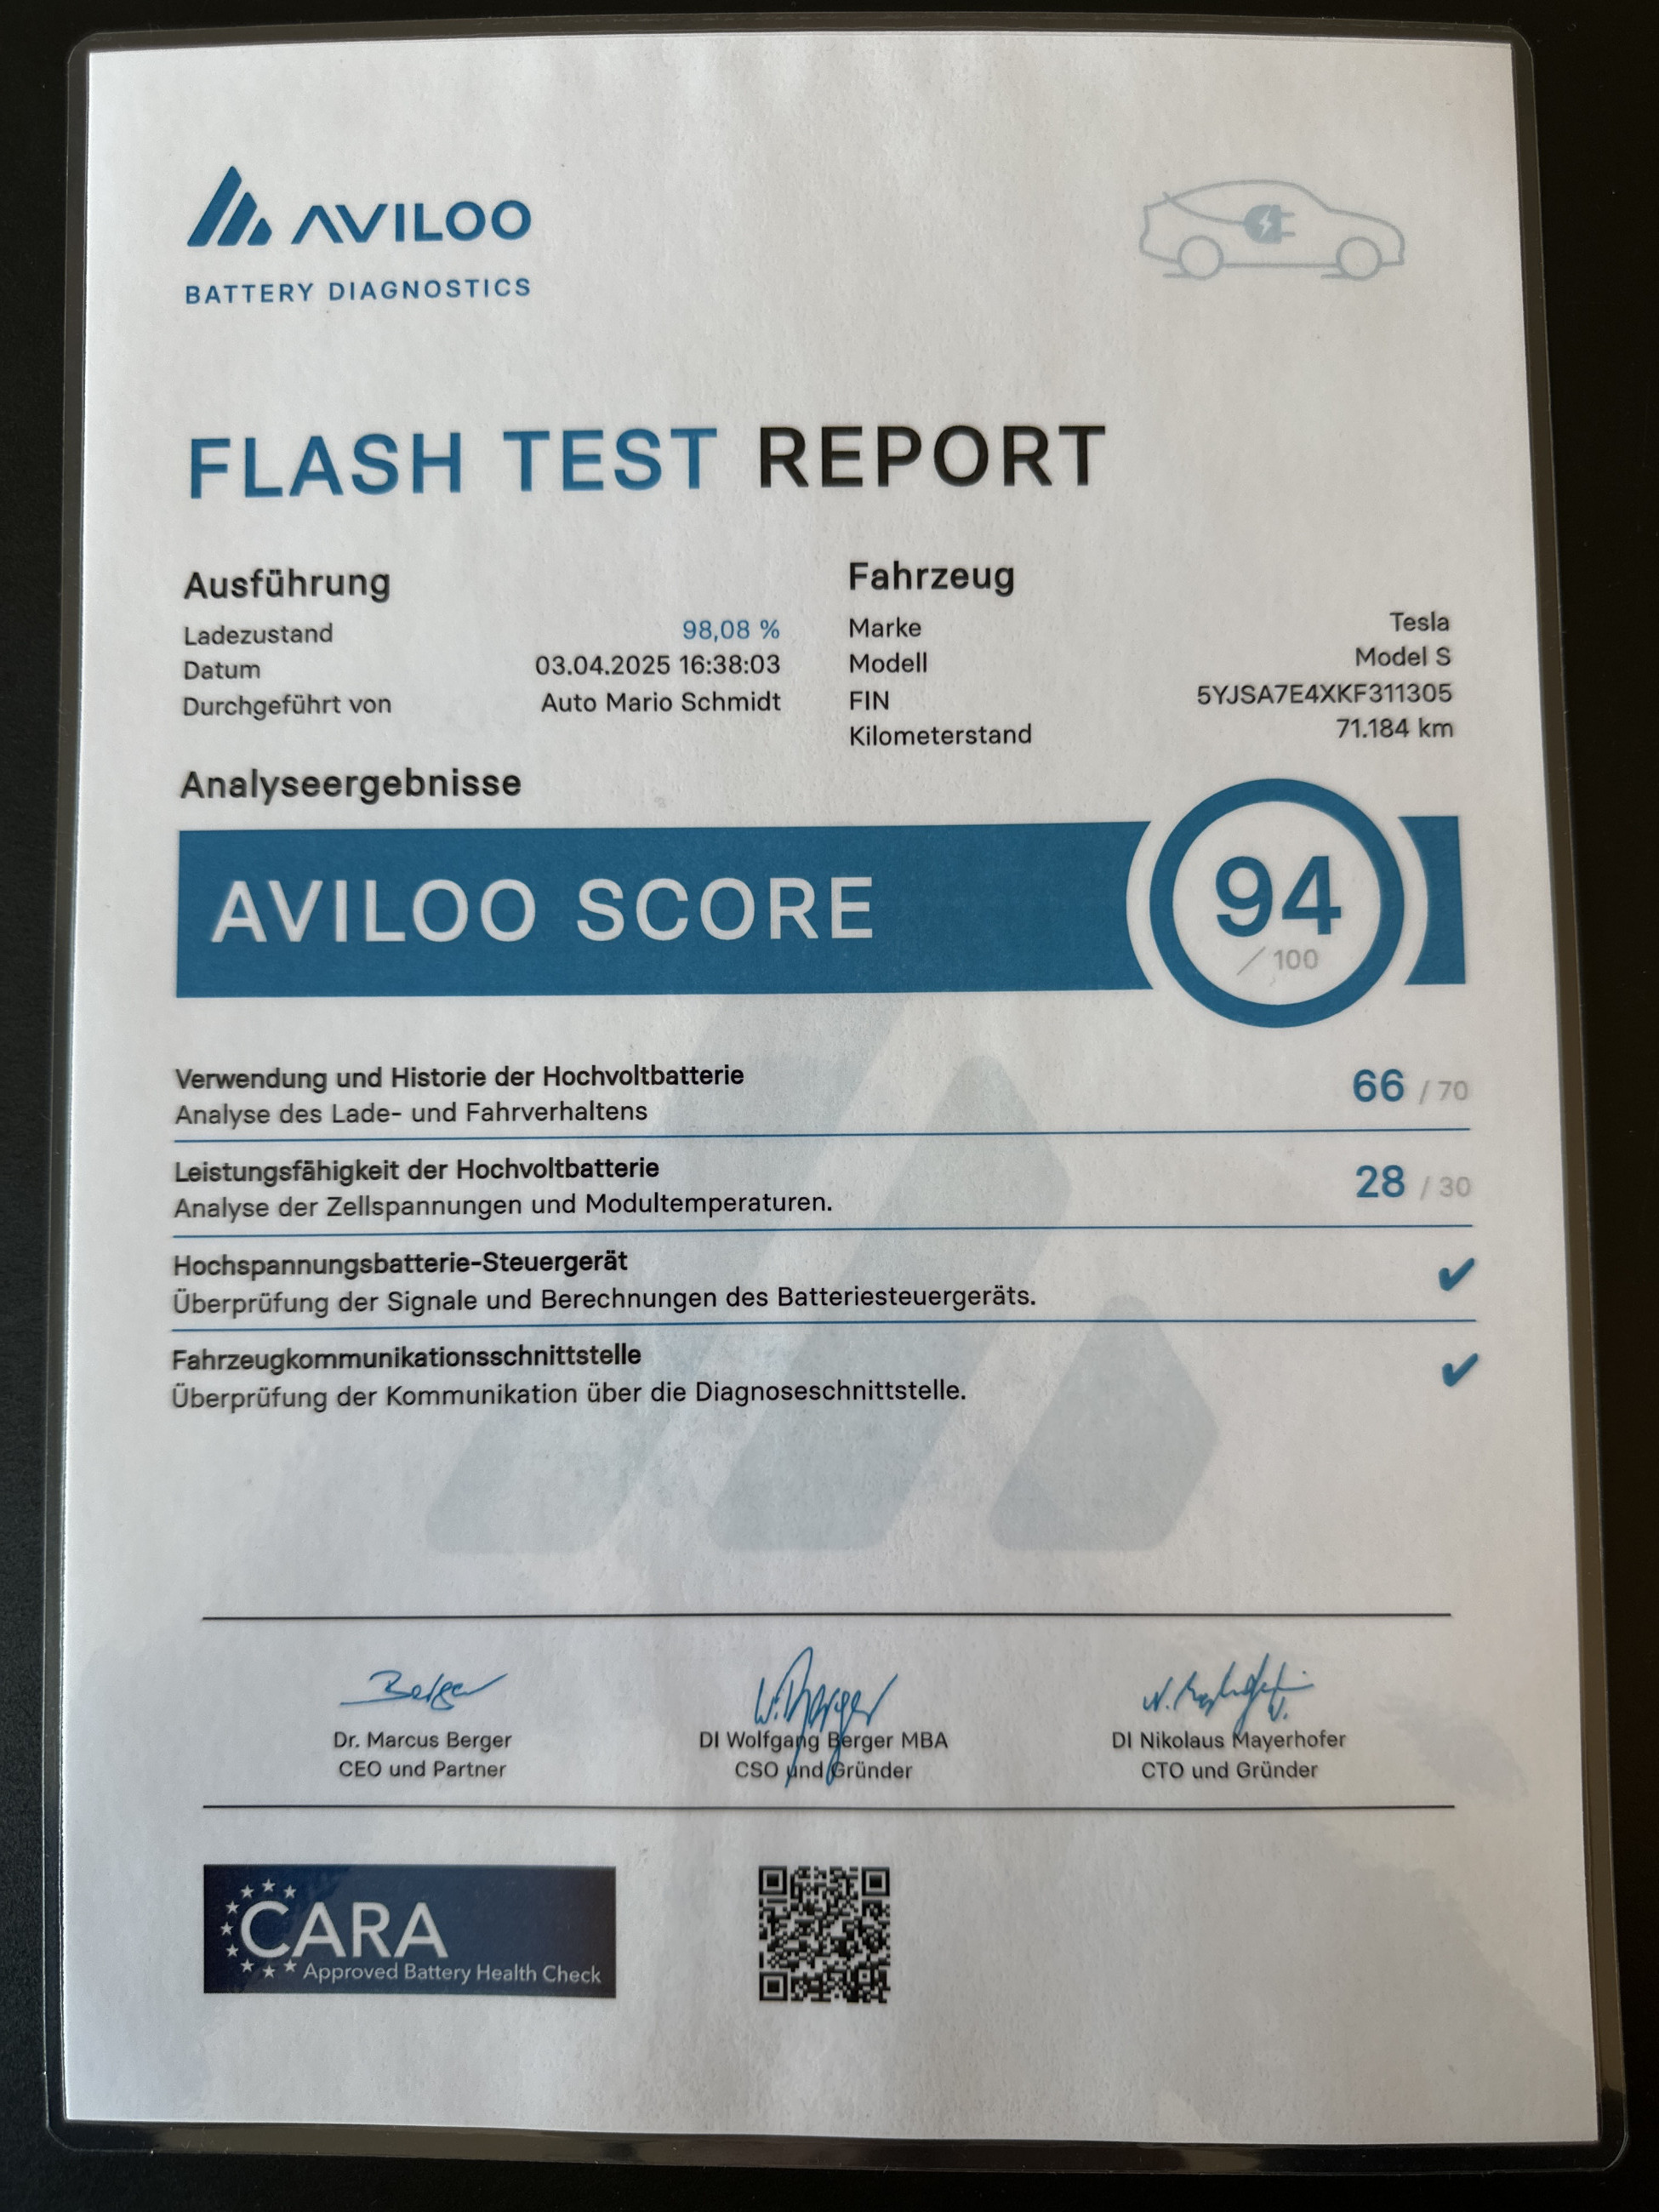 AVILOO
BATTERY DIAGNOSTICS
FLASH TEST REPORT
Ausführung
Ladezustand 98,08 %
Datum 03.04.2025 16:38:03
Durchgeführt von Auto Mario Schmidt
Fahrzeug
Marke Tesla
Modell Model S
FIN 5YJSA7E4XKF311305
Kilometerstand 71.184 km
Analyseergebnisse
AVILOO SCORE 94 / 100
Verwendung und Historie der Hochvoltbatterie 66 / 70
Analyse des Lade- und Fahrverhaltens
Leistungsfähigkeit der Hochvoltbatterie 28 / 30
Analyse der Zellspannungen und Modultemperaturen.
Hochspannungsbatterie-Steuergerät ✔
Überprüfung der Signale und Berechnungen des Batteriesteuergeräts.
Fahrzeugkommunikationsschnittstelle ✔
Überprüfung der Kommunikation über die Diagnoseschnittstelle.
Berger
W. Berger
Dr. Marcus Berger
CEO und Partner
DI Wolfgang Berger MBA
CSO und Gründer
DI Nikolaus Mayerhofer
CTO und Gründer
CARA
Approved Battery Health Check